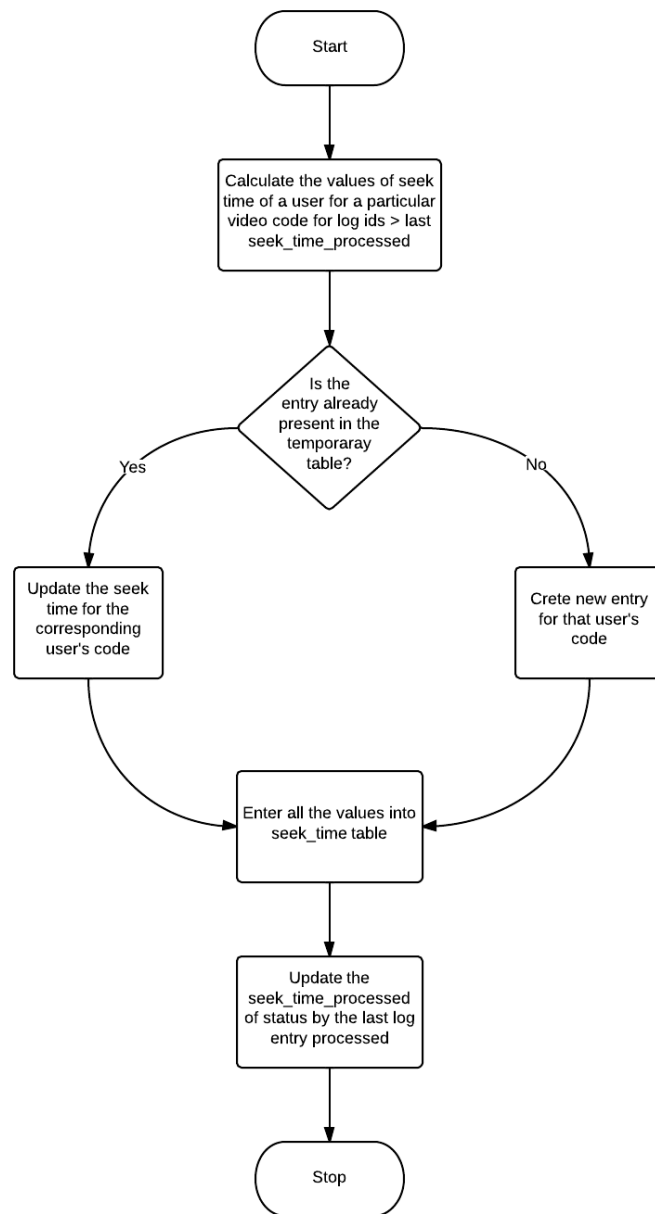 Start
Calculate the values of seek
time of a user for a particular
video code for log ids > last
seek_time_processed
Is the
entry already
present in the
temporaray
table?
Yes
No
Update the seek
time for the
corresponding
user's code
Crete new entry
for that user's
code
Enter all the values into
seek_time table
Update the
seek_time_processed
of status by the last log
entry processed
Stop